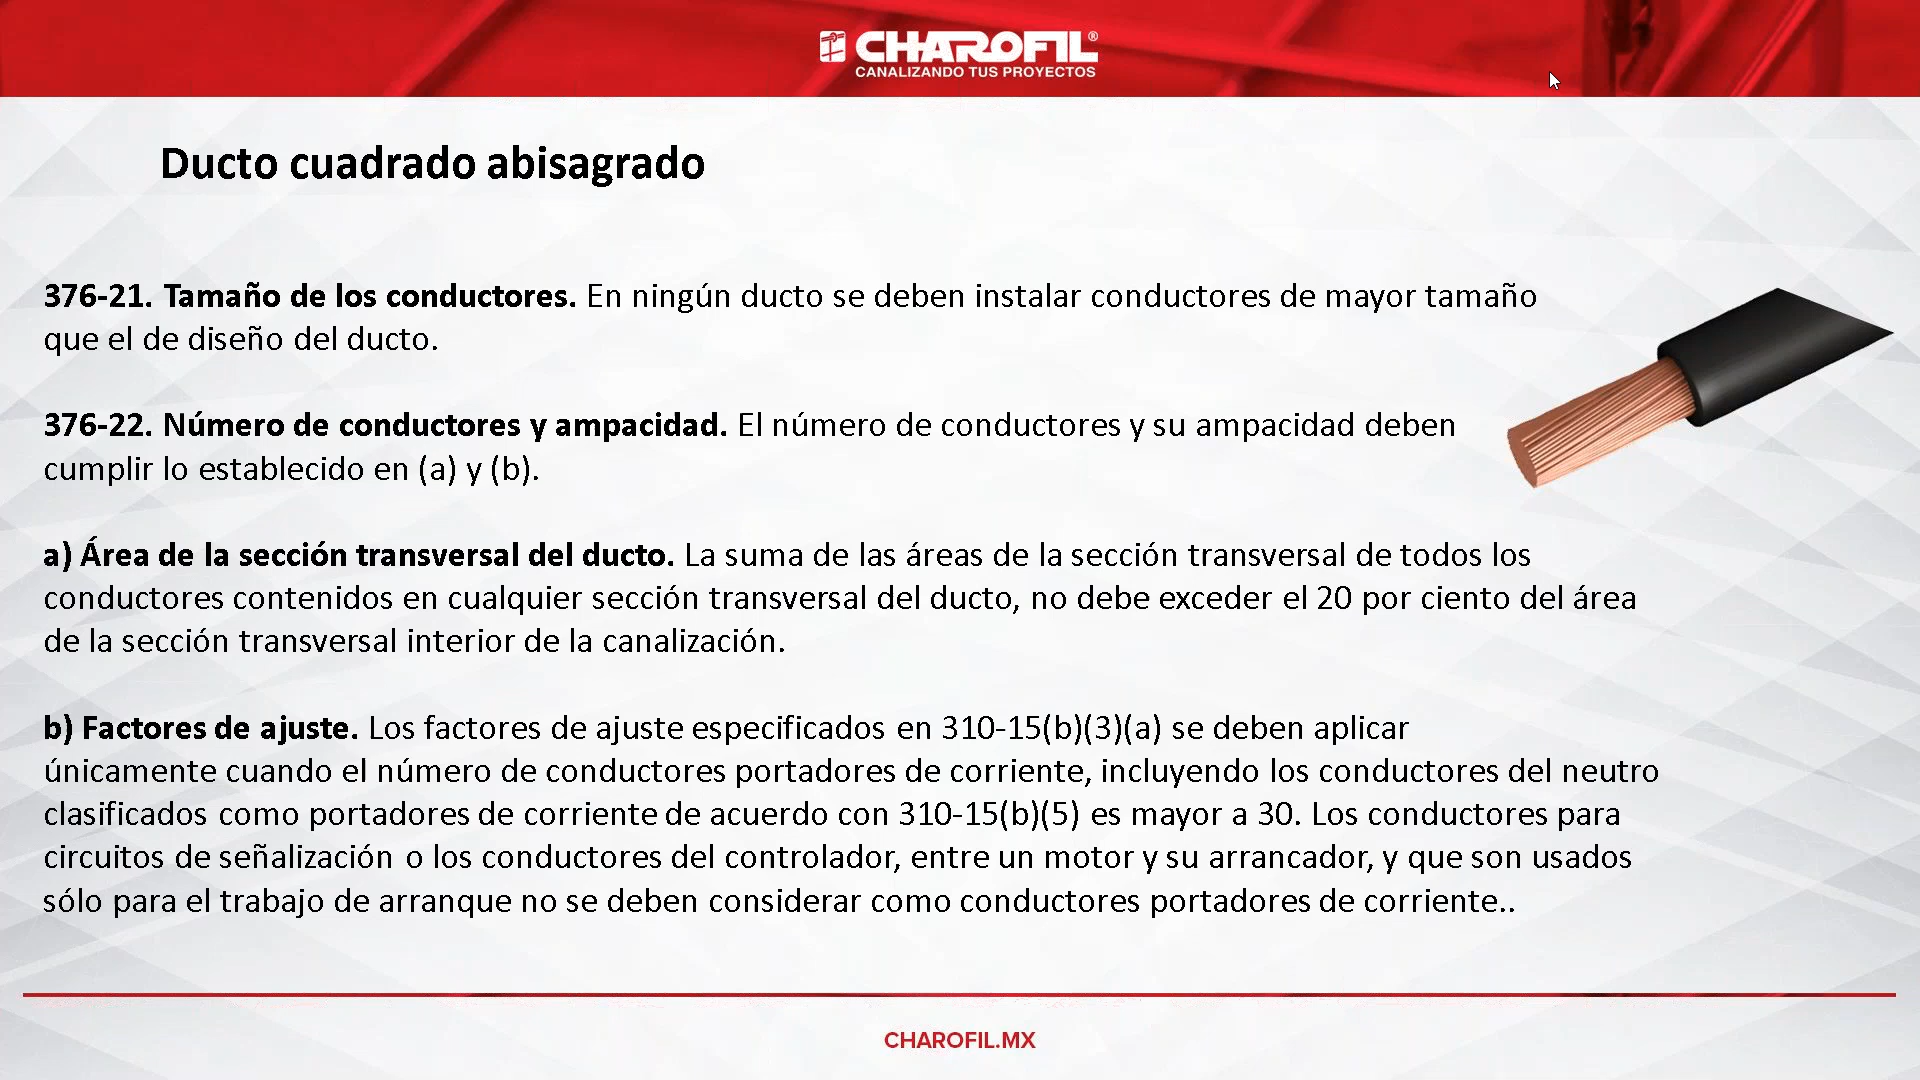 CHAROFIL®
CANALIZANDO TUS PROYECTOS
Ducto cuadrado abisagrado
376-21. Tamaño de los conductores. En ningún ducto se deben instalar conductores de mayor tamaño
que el de diseño del ducto.
376-22. Número de conductores y ampacidad. El número de conductores y su ampacidad deben
cumplir lo establecido en (a) y (b).
a) Área de la sección transversal del ducto. La suma de las áreas de la sección transversal de todos los
conductores contenidos en cualquier sección transversal del ducto, no debe exceder el 20 por ciento del área
de la sección transversal interior de la canalización.
b) Factores de ajuste. Los factores de ajuste especificados en 310-15(b)(3)(a) se deben aplicar
únicamente cuando el número de conductores portadores de corriente, incluyendo los conductores del neutro
clasificados como portadores de corriente de acuerdo con 310-15(b)(5) es mayor a 30. Los conductores para
circuitos de señalización o los conductores del controlador, entre un motor y su arrancador, y que son usados
sólo para el trabajo de arranque no se deben considerar como conductores portadores de corriente..
CHAROFIL.MX